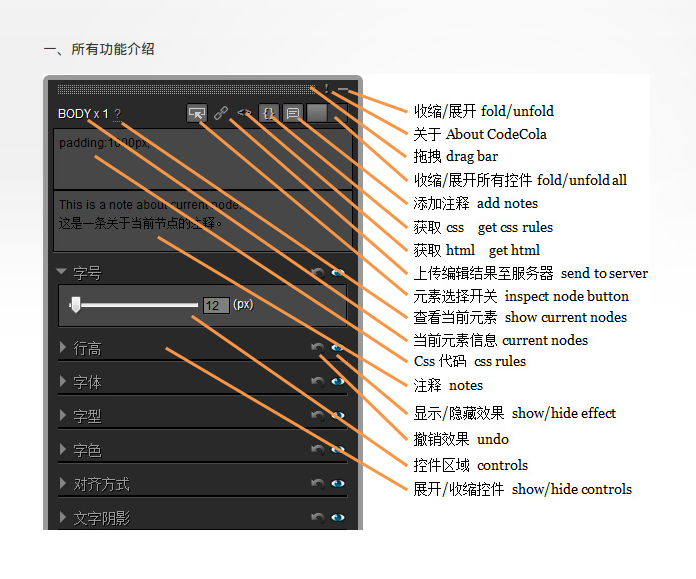 一、所有功能介绍
BODY x 1 ?
padding:1000px;
This is a note about current node.
这是一条关于当前节点的注释。
字号
12 (px)
行高
字体
字型
字色
对齐方式
文字阴影
收缩/展开 fold/unfold
关于 About CodeCola
拖拽 drag bar
收缩/展开所有控件 fold/unfold all
添加注释 add notes
获取 css get css rules
获取 html get html
上传编辑结果至服务器 send to server
元素选择开关 inspect node button
查看当前元素 show current nodes
当前元素信息 current nodes
Css 代码 css rules
注释 notes
显示/隐藏效果 show/hide effect
撤销效果 undo
控件区域 controls
展开/收缩控件 show/hide controls